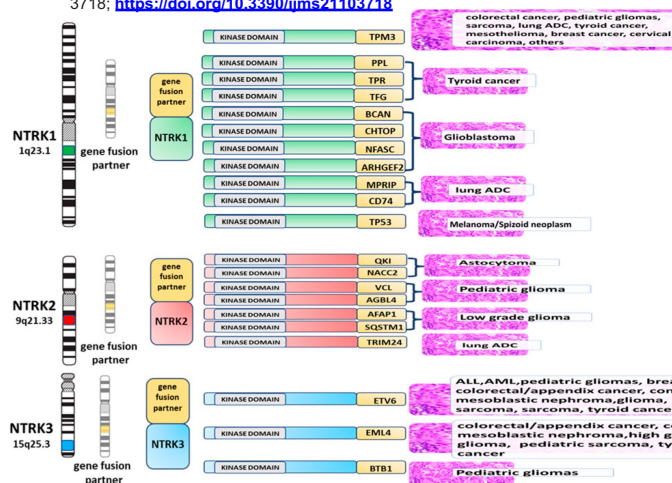 3718; https://doi.org/10.3390/ijms21103718
colorectal cancer, pediatric gliomas,
sarcoma, lung ADC, tyroid cancer,
mesothelioma, breast cancer, cervical
carcinoma, others
KINASE DOMAIN TPM3
KINASE DOMAIN PPL
KINASE DOMAIN TPR
KINASE DOMAIN TFG
Tyroid cancer
KINASE DOMAIN BCAN
KINASE DOMAIN CHTOP
KINASE DOMAIN NFASC
KINASE DOMAIN ARHGEF2
Glioblastoma
KINASE DOMAIN MPRIP
KINASE DOMAIN CD74
lung ADC
KINASE DOMAIN TP53
Melanoma/Spizoid neoplasm
NTRK1
1q23.1
gene fusion
partner
gene
fusion
partner
NTRK1
KINASE DOMAIN QKI
KINASE DOMAIN NACC2
Astocytoma
KINASE DOMAIN VCL
KINASE DOMAIN AGBL4
Pediatric glioma
KINASE DOMAIN AFAP1
KINASE DOMAIN SQSTM1
Low grade glioma
KINASE DOMAIN TRIM24
lung ADC
NTRK2
9q21.33
gene fusion
partner
gene
fusion
partner
NTRK2
KINASE DOMAIN ETV6
ALL,AML,pediatric gliomas,
colorectal/appendix cancer,
mesoblastic nephroma,glioma,
sarcoma, sarcoma, tyroid cancer
KINASE DOMAIN EML4
colorectal/appendix cancer,
mesoblastic nephroma,high
glioma, pediatric sarcoma,
cancer
KINASE DOMAIN BTB1
Pediatric gliomas
NTRK3
15q25.3
gene fusion
partner
gene
fusion
partner
NTRK3